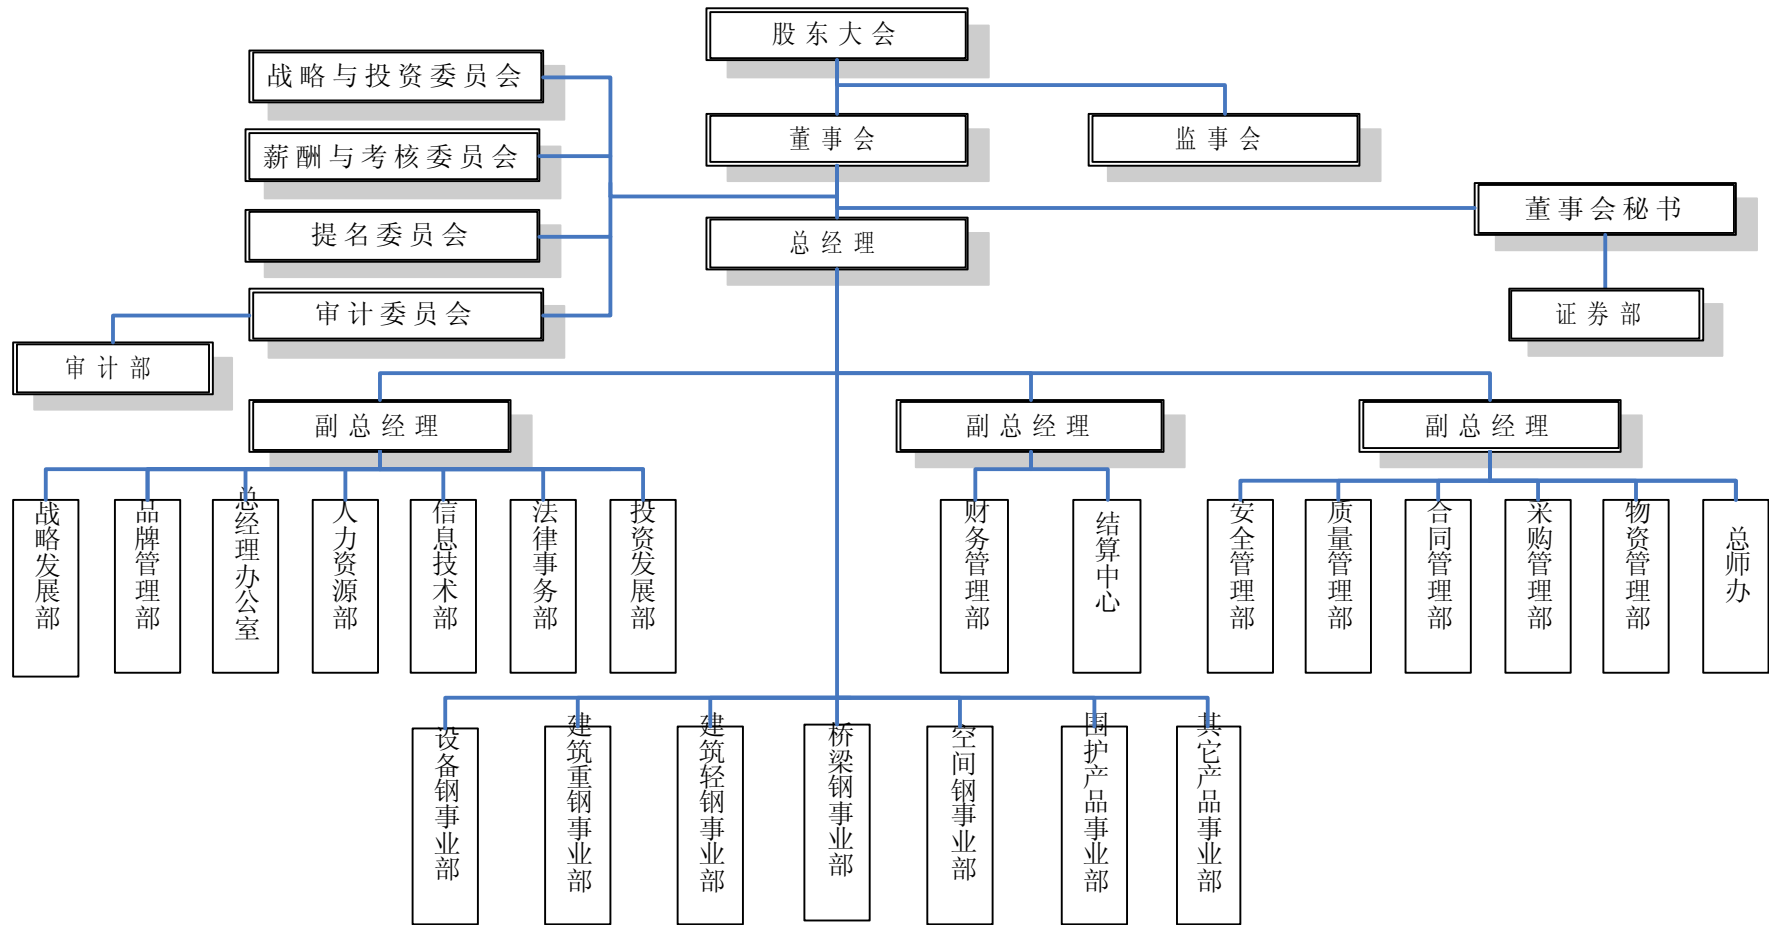 股东大会
战略与投资委员会
董事会
监事会
薪酬与考核委员会
董事会秘书
提名委员会
总经理
审计委员会
证券部
审计部
副总经理
副总经理
副总经理
战略发展部
品牌管理部
总经理办公室
人力资源部
信息技术部
法律事务部
投资发展部
财务管理部
结算中心
安全管理部
质量管理部
合同管理部
采购管理部
物资管理部
总师办
设备钢事业部
建筑重钢事业部
建筑轻钢事业部
桥梁钢事业部
空间钢事业部
围护产品事业部
其它产品事业部